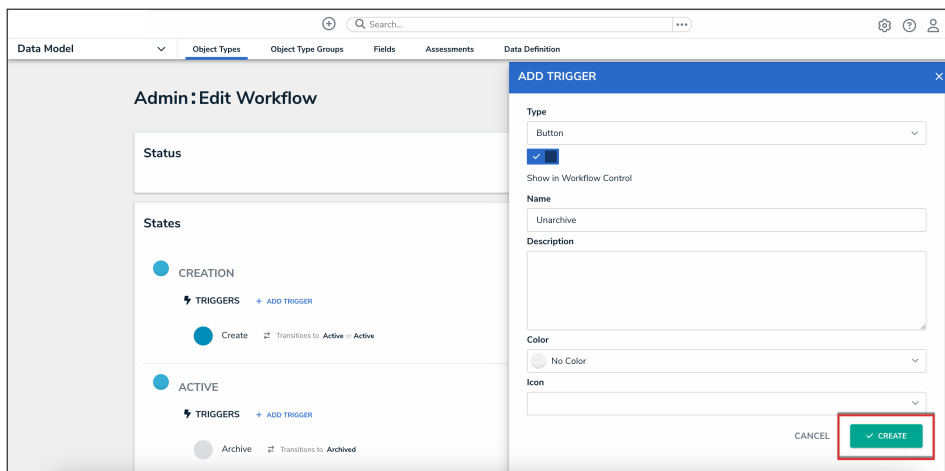 Search...
Data Model
Object Types
Object Type Groups
Fields
Assessments
Data Definition
Admin:Edit Workflow
Status
States
CREATION
TRIGGERS + ADD TRIGGER
Create Transitions to Active or Active
ACTIVE
TRIGGERS + ADD TRIGGER
Archive Transitions to Archived
ADD TRIGGER
Type
Button
Show in Workflow Control
Name
Unarchive
Description
Color
No Color
Icon
CANCEL
CREATE